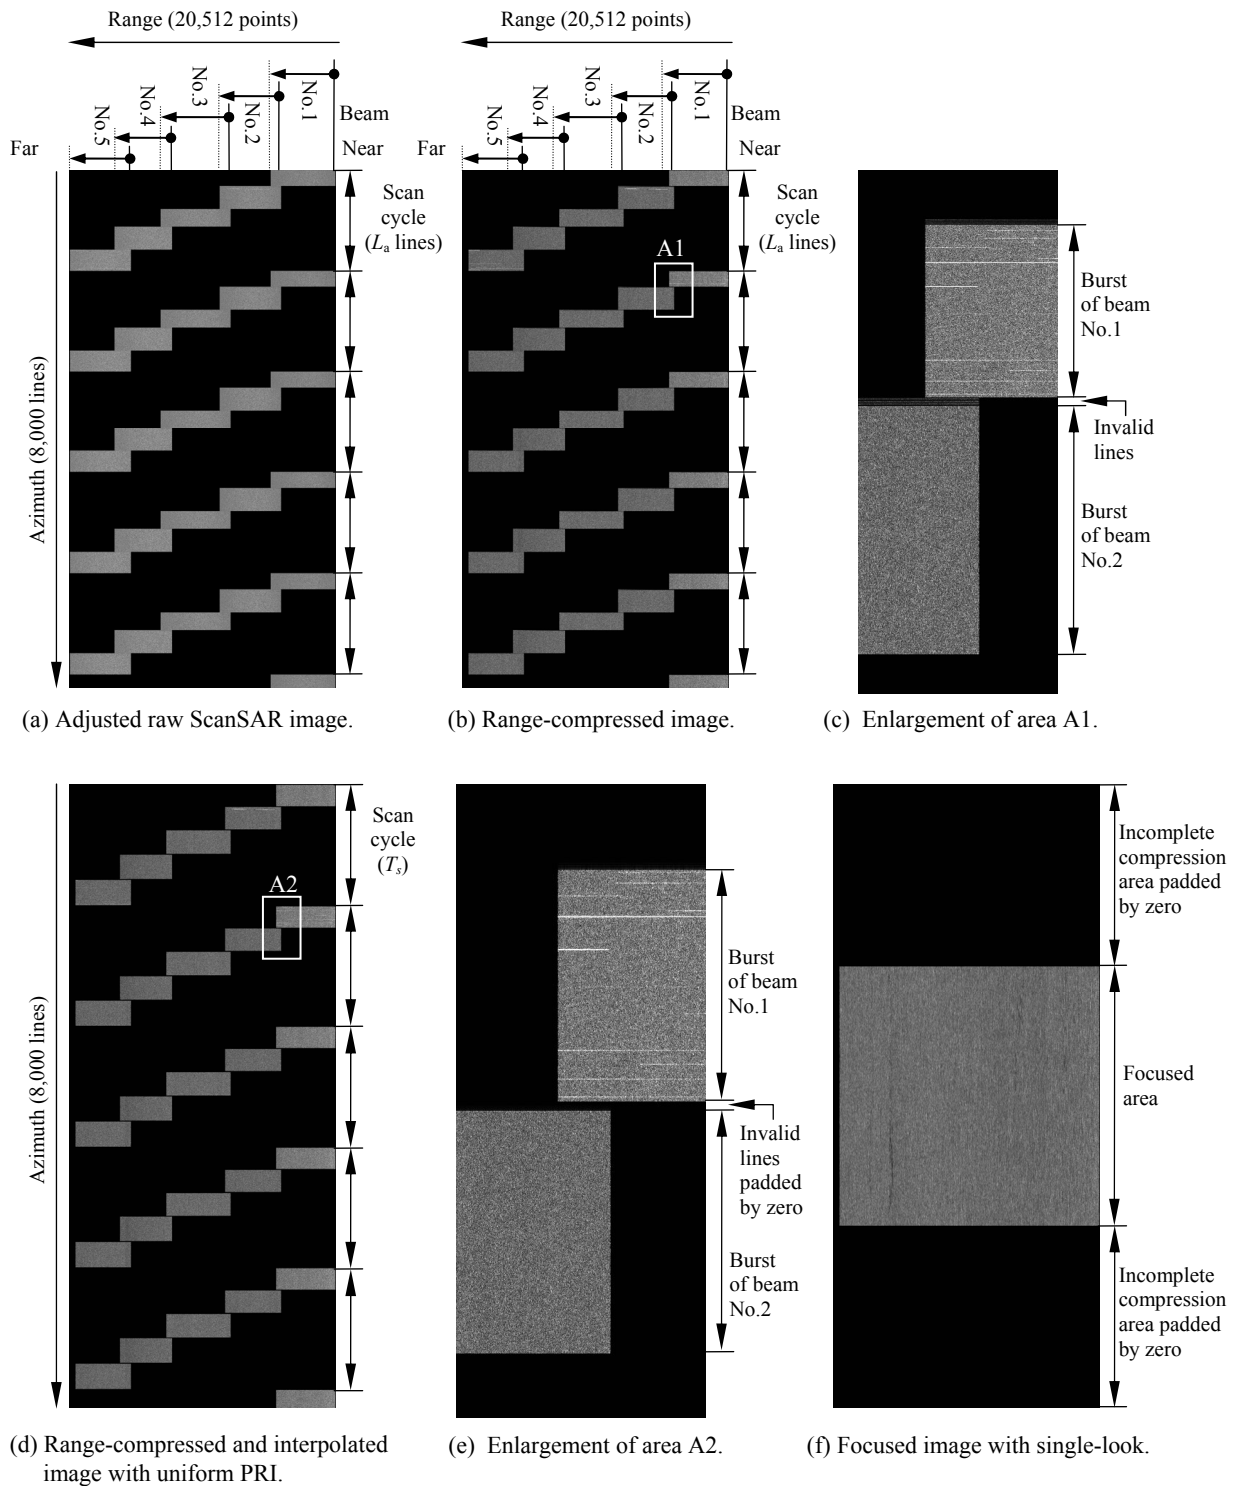 Range (20,512 points)
No.1
No.2
No.3
No.4
No.5
Beam
Far
Near
Azimuth (8,000 lines)
Scan
cycle
(Lₐ lines)
(a) Adjusted raw ScanSAR image.
Range (20,512 points)
No.1
No.2
No.3
No.4
No.5
Beam
Far
Near
Scan
cycle
(Lₐ lines)
A1
(b) Range-compressed image.
Burst
of beam
No.1
Invalid
lines
Burst
of beam
No.2
(c) Enlargement of area A1.
Azimuth (8,000 lines)
Scan
cycle
(Tₛ)
A2
(d) Range-compressed and interpolated
image with uniform PRI.
Burst
of beam
No.1
Invalid
lines
padded
by zero
Burst
of beam
No.2
(e) Enlargement of area A2.
Incomplete
compression
area padded
by zero
Focused
area
Incomplete
compression
area padded
by zero
(f) Focused image with single-look.